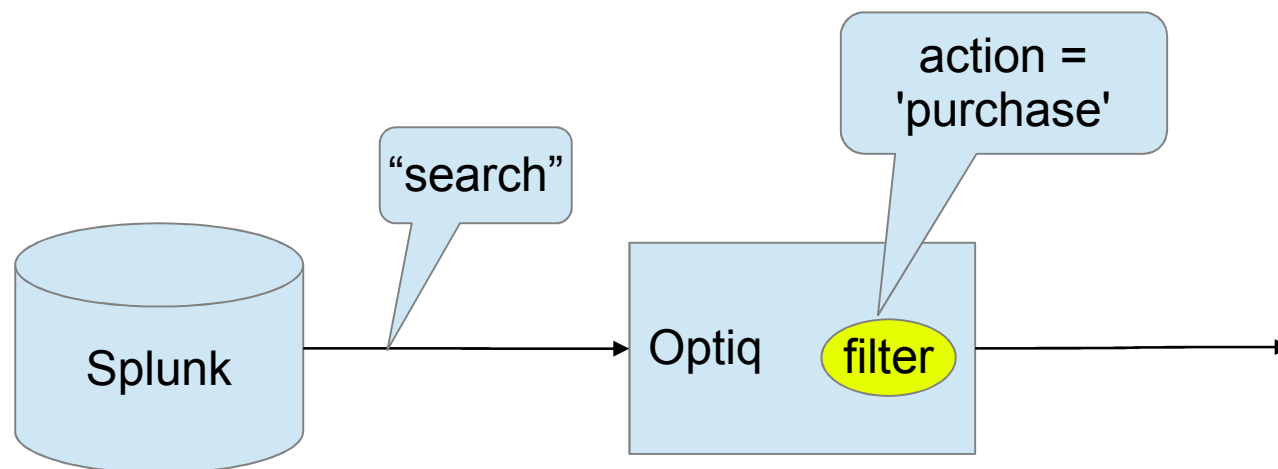 action =
'purchase'
“search”
Splunk
Optiq
filter